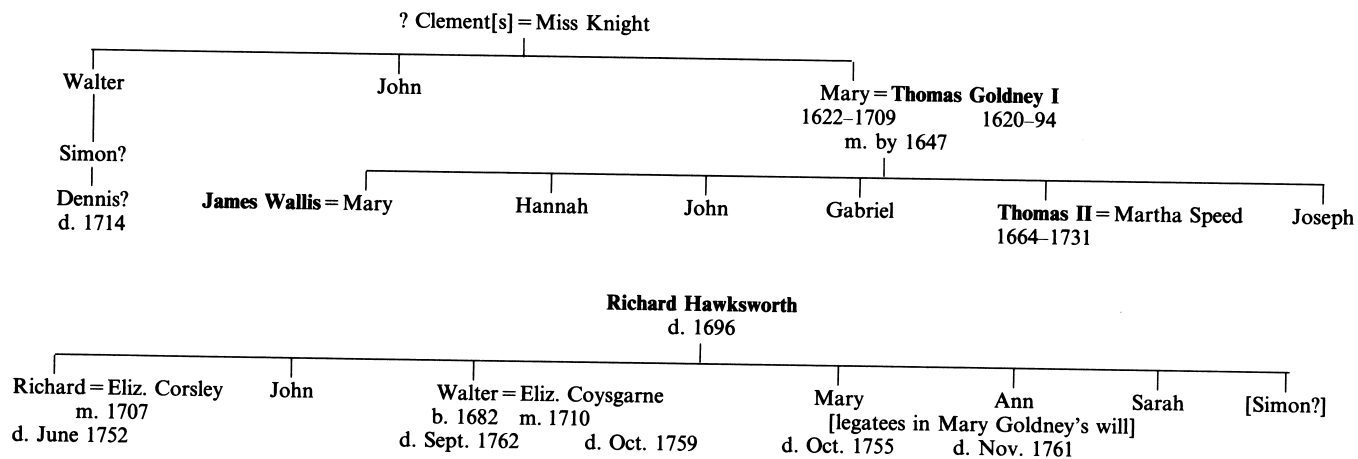 ? Clement[s] = Miss Knight
Walter John Mary = Thomas Goldney I
1622–1709 1620–94
m. by 1647
Simon?
Dennis? James Wallis = Mary Hannah John Gabriel Thomas II = Martha Speed Joseph
d. 1714 1664–1731
Richard Hawksworth
d. 1696
Richard = Eliz. Corsley John Walter = Eliz. Coysgarne Mary Ann Sarah [Simon?]
m. 1707 b. 1682 m. 1710 [legatees in Mary Goldney's will]
d. June 1752 d. Sept. 1762 d. Oct. 1759 d. Oct. 1755 d. Nov. 1761